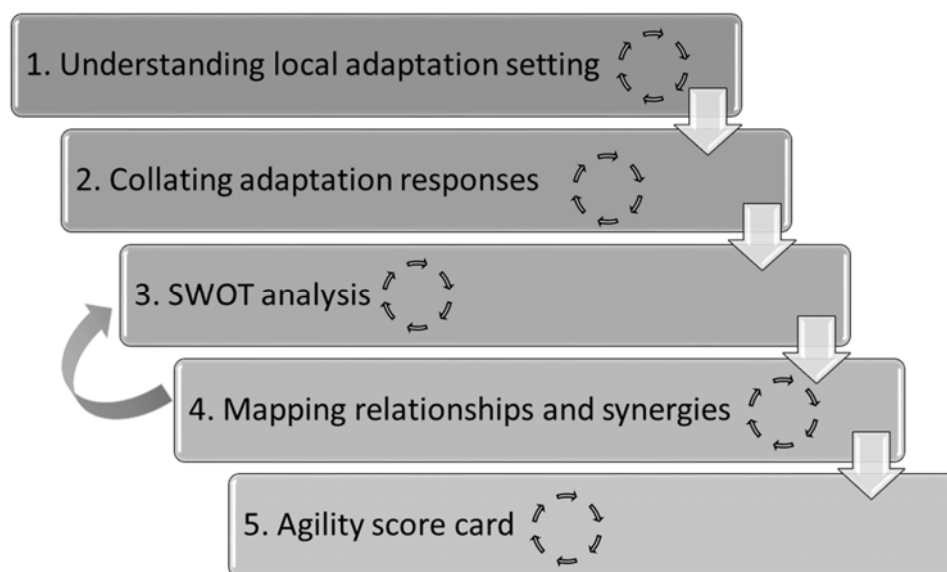 1. Understanding local adaptation setting
2. Collating adaptation responses
3. SWOT analysis
4. Mapping relationships and synergies
5. Agility score card